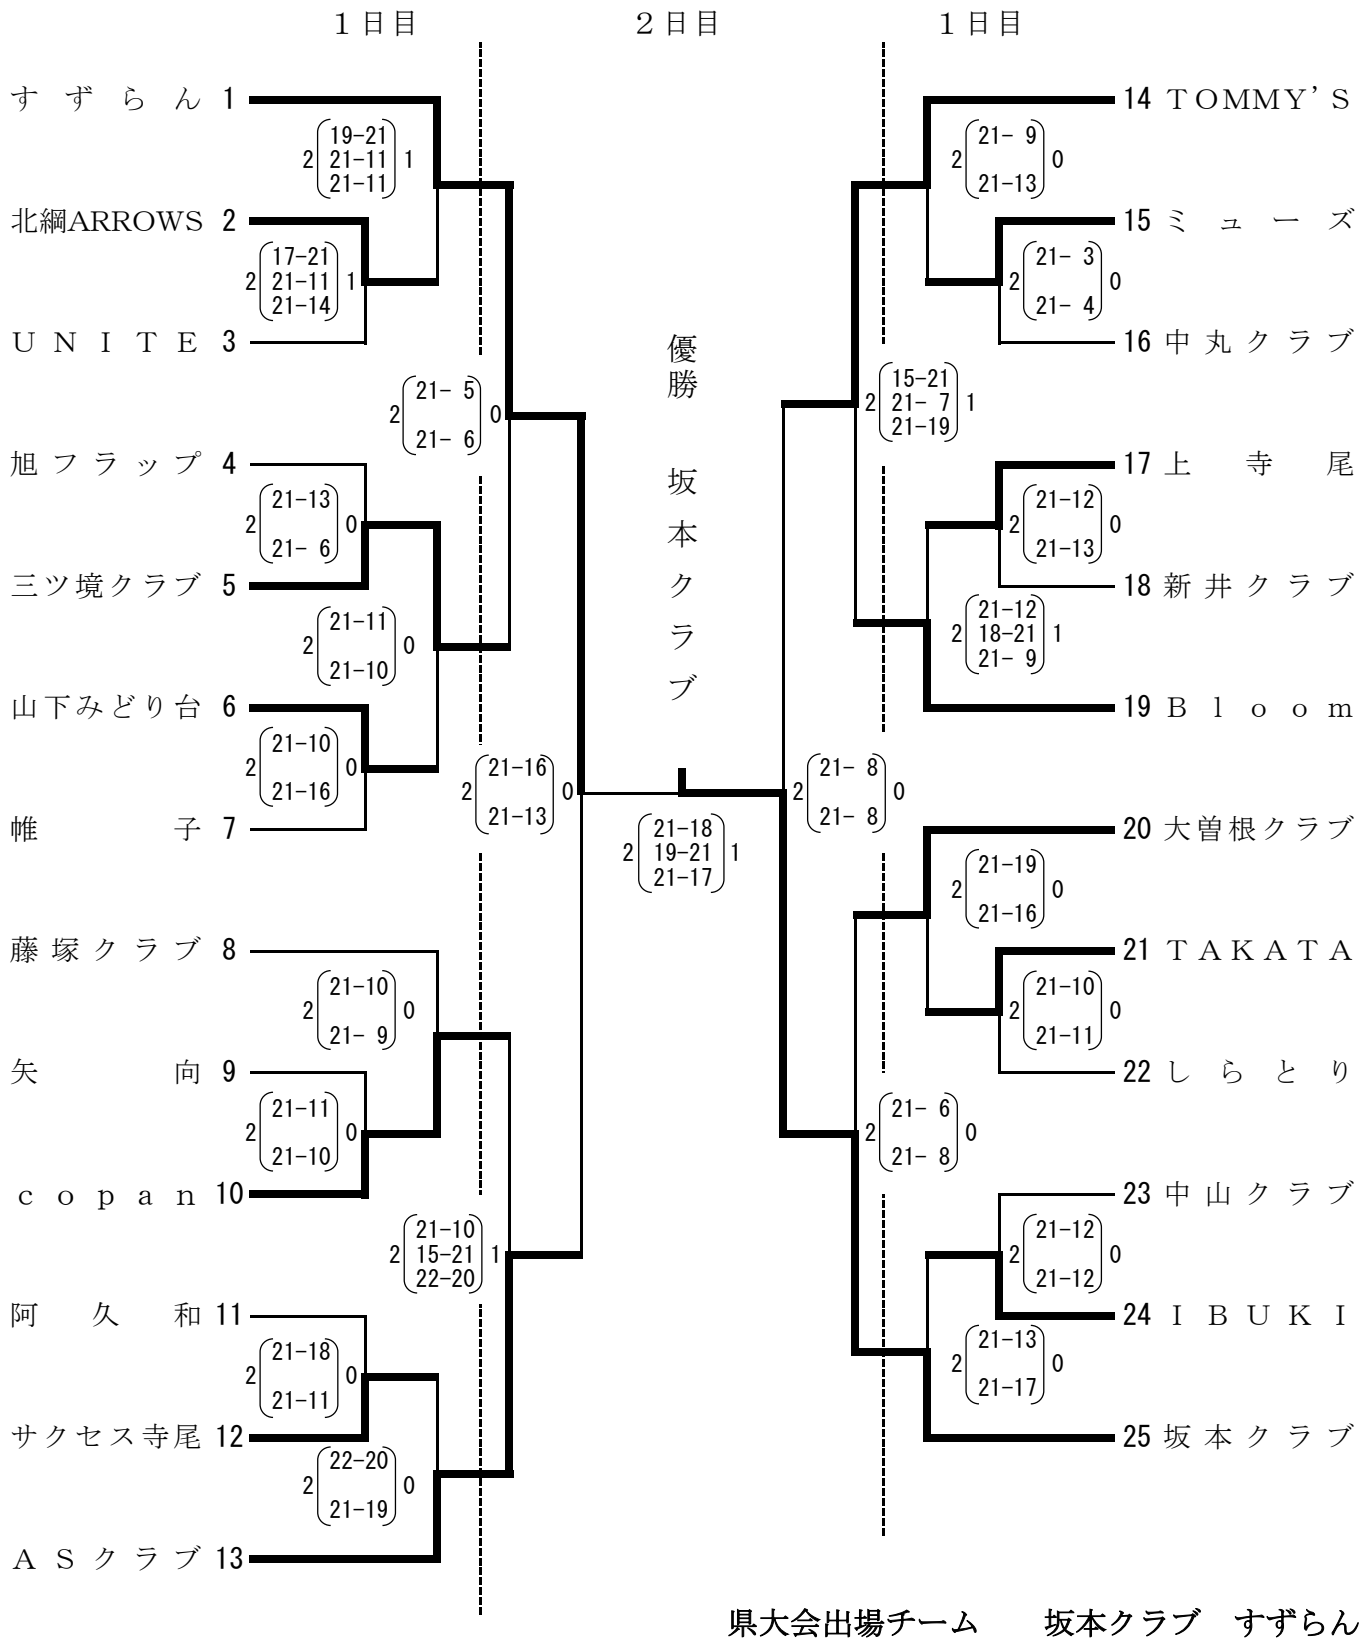 １日目　２日目　１日目
すずらん 1
2 19-21 1
21-11
21-11
北綱ARROWS 2
2 17-21 1
21-11
21-14
ＵＮＩＴＥ 3
2 21- 5 0
21- 6
旭フラップ 4
2 21-13 0
21- 6
三ツ境クラブ 5
2 21-11 0
21-10
山下みどり台 6
2 21-10 0
21-16
帷子 7
2 21-16 0
21-13
藤塚クラブ 8
2 21-10 0
21- 9
矢向 9
2 21-11 0
21-10
ｃｏｐａｎ 10
2 21-10 1
15-21
22-20
阿久和 11
2 21-18 0
21-11
サクセス寺尾 12
2 22-20 0
21-19
ＡＳクラブ 13
優勝　坂本クラブ
2 21-18 1
19-21
21-17
14 ＴＯＭＭＹ’Ｓ
2 21- 9 0
21-13
15 ミューズ
2 21- 3 0
21- 4
16 中丸クラブ
2 15-21 1
21- 7
21-19
17 上寺尾
2 21-12 0
21-13
18 新井クラブ
2 21-12 1
18-21
21- 9
19 Ｂｌｏｏｍ
2 21- 8 0
21- 8
20 大曽根クラブ
2 21-19 0
21-16
21 ＴＡＫＡＴＡ
2 21-10 0
21-11
22 しらとり
2 21- 6 0
21- 8
23 中山クラブ
2 21-12 0
21-12
24 ＩＢＵＫＩ
2 21-13 0
21-17
25 坂本クラブ
県大会出場チーム　　坂本クラブ　すずらん